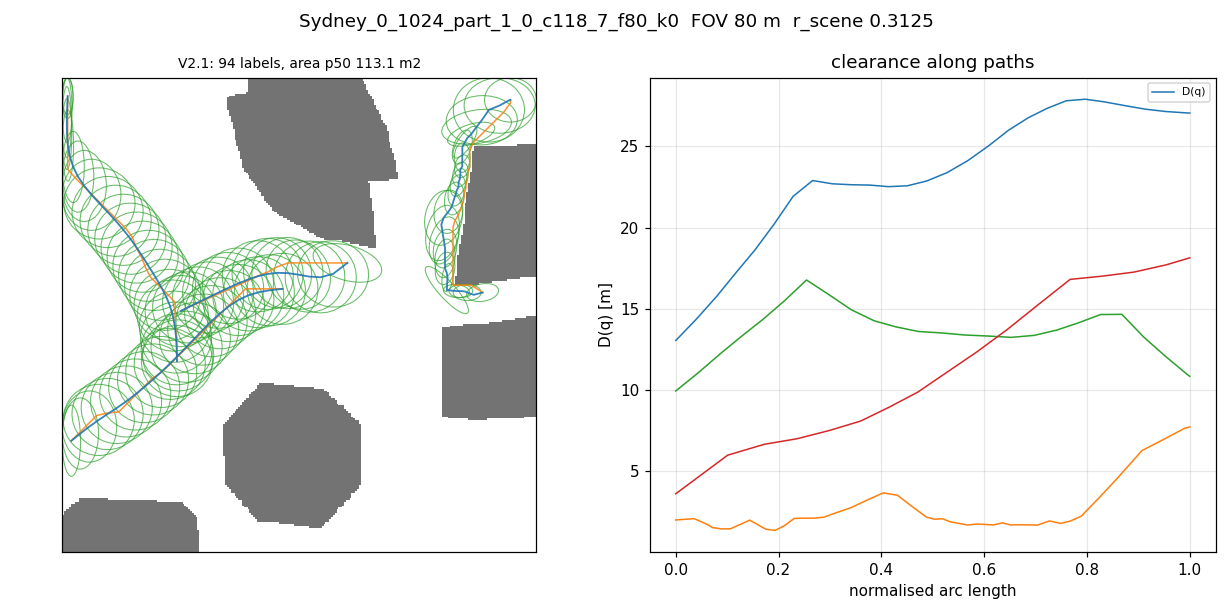 Sydney_0_1024_part_1_0_c118_7_f80_k0 FOV 80 m r_scene 0.3125
V2.1: 94 labels, area p50 113.1 m2
clearance along paths
D(q)
25
20
15
10
5
D(q) [m]
0.0 0.2 0.4 0.6 0.8 1.0
normalised arc length